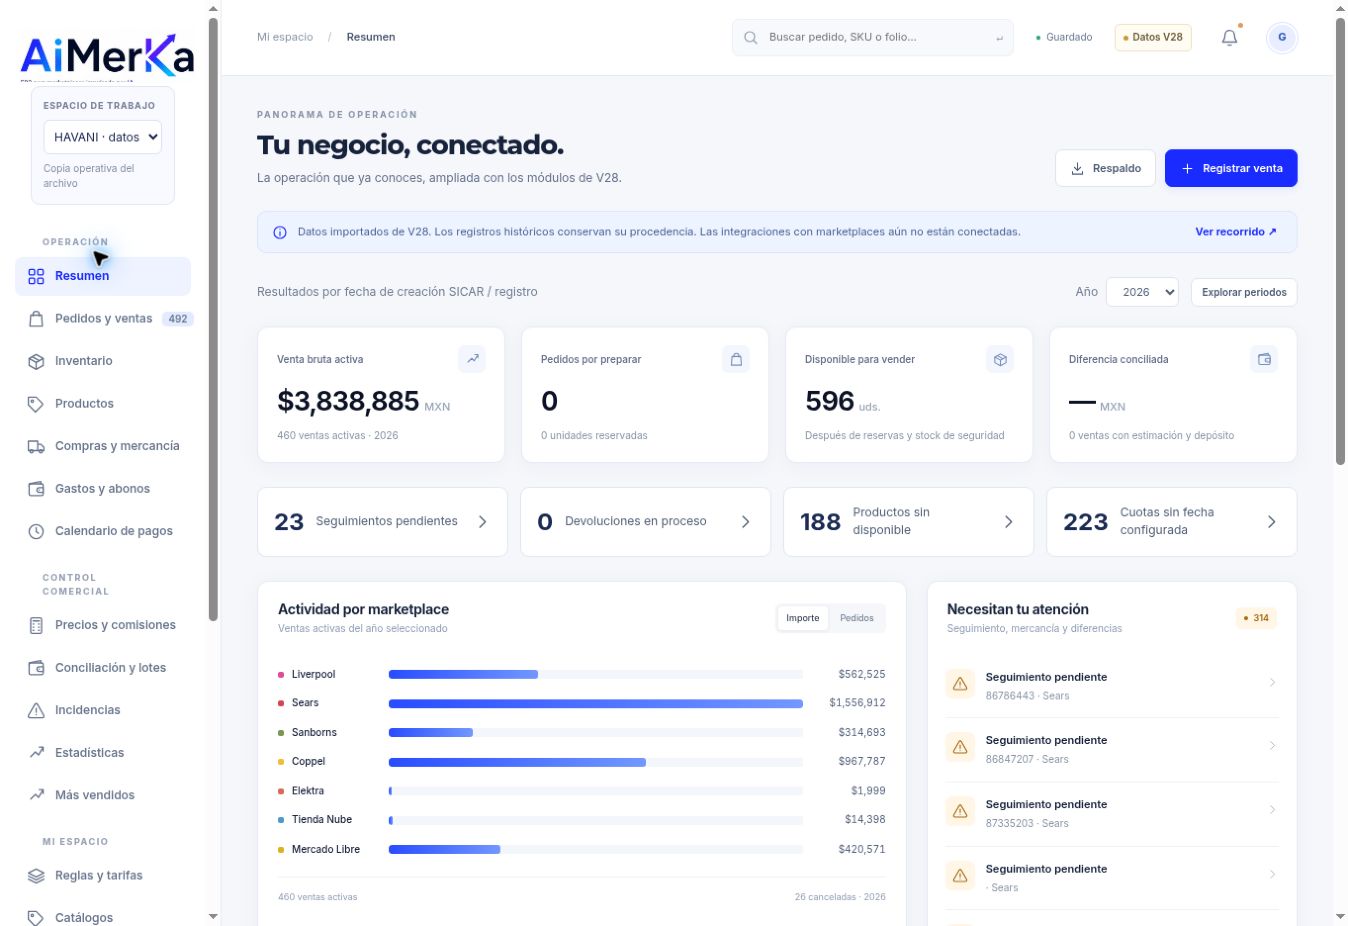 AiMerKa
ESPACIO DE TRABAJO
HAVANI · datos
Copia operativa del
archivo
OPERACIÓN
Resumen
Pedidos y ventas 492
Inventario
Productos
Compras y mercancía
Gastos y abonos
Calendario de pagos
CONTROL
COMERCIAL
Precios y comisiones
Conciliación y lotes
Incidencias
Estadísticas
Más vendidos
MI ESPACIO
Reglas y tarifas
Catálogos
Mi espacio / Resumen
Buscar pedido, SKU o folio... ↵
Guardado
Datos V28
G
PANORAMA DE OPERACIÓN
Tu negocio, conectado.
La operación que ya conoces, ampliada con los módulos de V28.
Respaldo
+ Registrar venta
Datos importados de V28. Los registros históricos conservan su procedencia. Las integraciones con marketplaces aún no están conectadas.
Ver recorrido ↗
Resultados por fecha de creación SICAR / registro
Año 2026
Explorar periodos
Venta bruta activa
$3,838,885 MXN
460 ventas activas · 2026
Pedidos por preparar
0
0 unidades reservadas
Disponible para vender
596 uds.
Después de reservas y stock de seguridad
Diferencia conciliada
— MXN
0 ventas con estimación y depósito
23 Seguimientos pendientes
0 Devoluciones en proceso
188 Productos sin
disponible
223 Cuotas sin fecha
configurada
Actividad por marketplace
Ventas activas del año seleccionado
Importe Pedidos
Liverpool $562,525
Sears $1,556,912
Sanborns $314,693
Coppel $967,787
Elektra $1,999
Tienda Nube $14,398
Mercado Libre $420,571
460 ventas activas
26 canceladas · 2026
Necesitan tu atención
Seguimiento, mercancía y diferencias
314
Seguimiento pendiente
86786443 · Sears
Seguimiento pendiente
86847207 · Sears
Seguimiento pendiente
87335203 · Sears
Seguimiento pendiente
· Sears